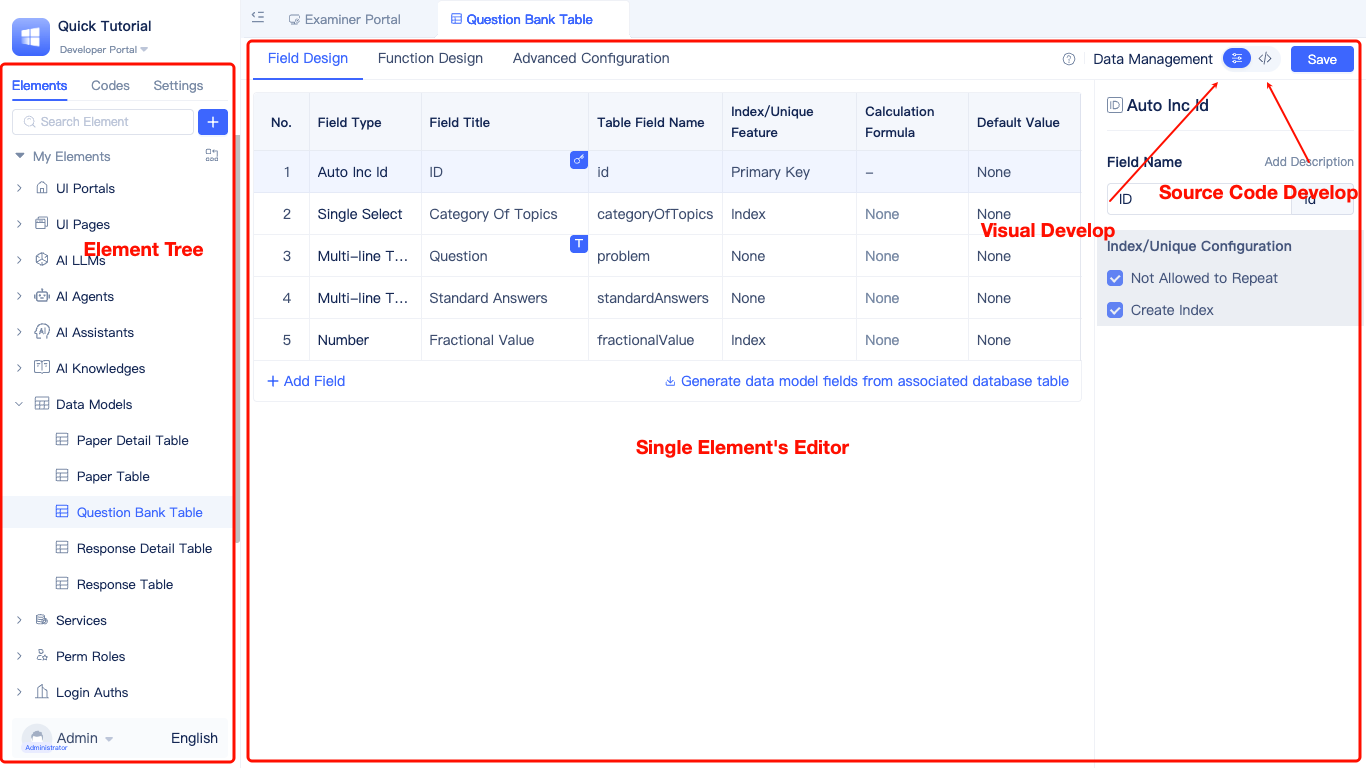 Quick Tutorial
Developer Portal
Elements Codes Settings
Search Element
My Elements
UI Portals
UI Pages
Element Tree
AI LLMs
AI Agents
AI Assistants
AI Knowledges
Data Models
Paper Detail Table
Paper Table
Question Bank Table
Response Detail Table
Response Table
Services
Perm Roles
Login Auths
Admin
Administrator
English
Examiner Portal Question Bank Table
Field Design Function Design Advanced Configuration Data Management Save
No. Field Type Field Title Table Field Name Index/Unique Feature Calculation Formula Default Value
1 Auto Inc Id ID id Primary Key – None
2 Single Select Category Of Topics categoryOfTopics Index None None
3 Multi-line T... Question T problem None None None
4 Multi-line T... Standard Answers standardAnswers None None None
5 Number Fractional Value fractionalValue Index None None
+ Add Field Generate data model fields from associated database table
Single Element's Editor
ID Auto Inc Id
Field Name Add Description
Source Code Develop
ID id
Visual Develop
Index/Unique Configuration
Not Allowed to Repeat
Create Index